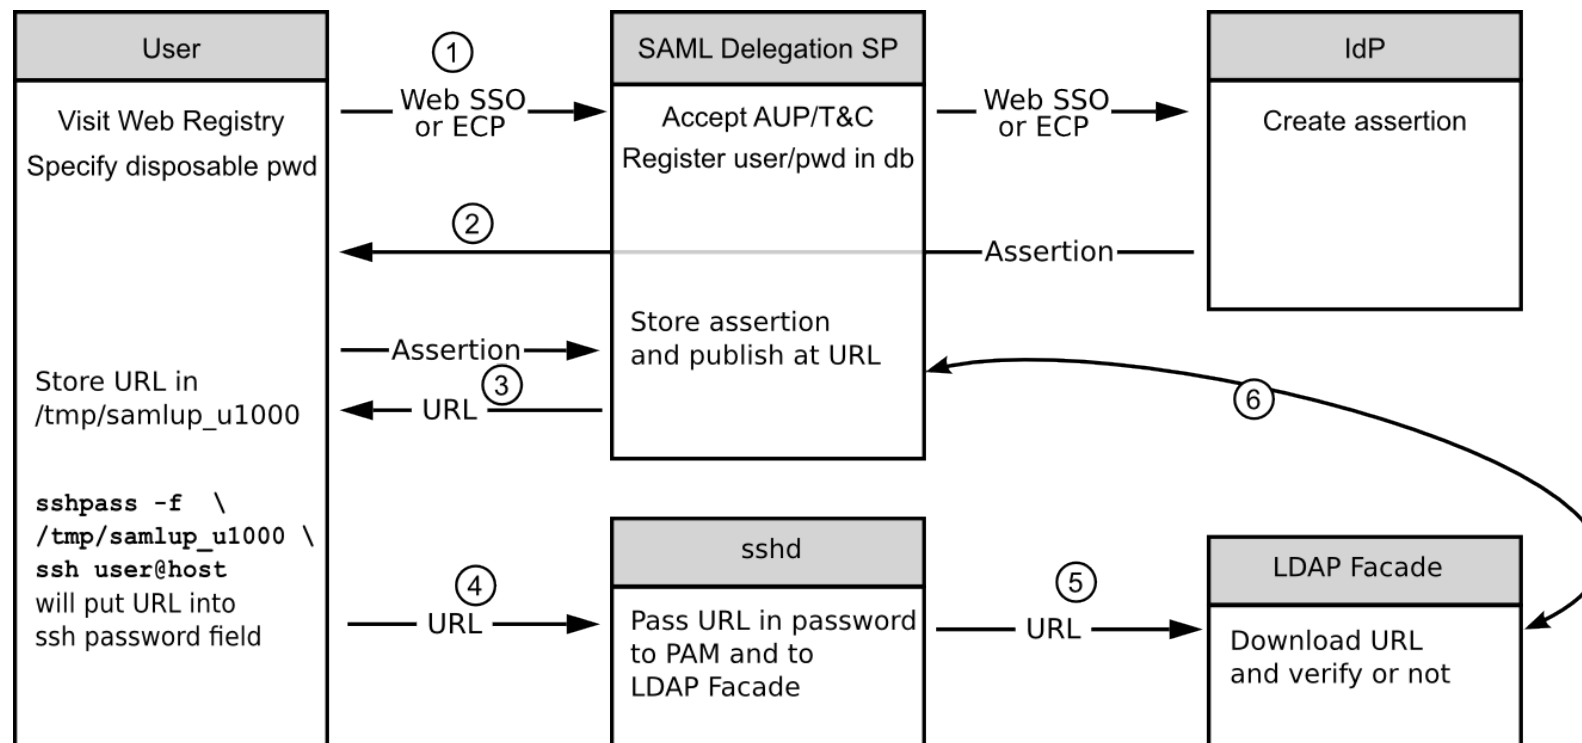 User
Visit Web Registry
Specify disposable pwd
Store URL in
/tmp/samlup_u1000
sshpass -f \
/tmp/samlup_u1000 \
ssh user@host
will put URL into
ssh password field
1
Web SSO
or ECP
2
Assertion
3
URL
4
URL
SAML Delegation SP
Accept AUP/T&C
Register user/pwd in db
Store assertion
and publish at URL
sshd
Pass URL in password
to PAM and to
LDAP Facade
Web SSO
or ECP
Assertion
5
URL
6
IdP
Create assertion
LDAP Facade
Download URL
and verify or not